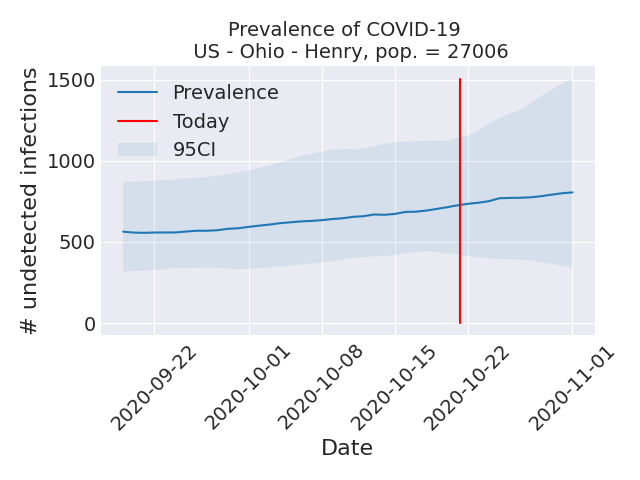 Prevalence of COVID-19
US - Ohio - Henry, pop. = 27006
# undetected infections
1500
1000
500
0
Prevalence
Today
95CI
2020-09-22
2020-10-01
2020-10-08
2020-10-15
2020-10-22
2020-11-01
Date